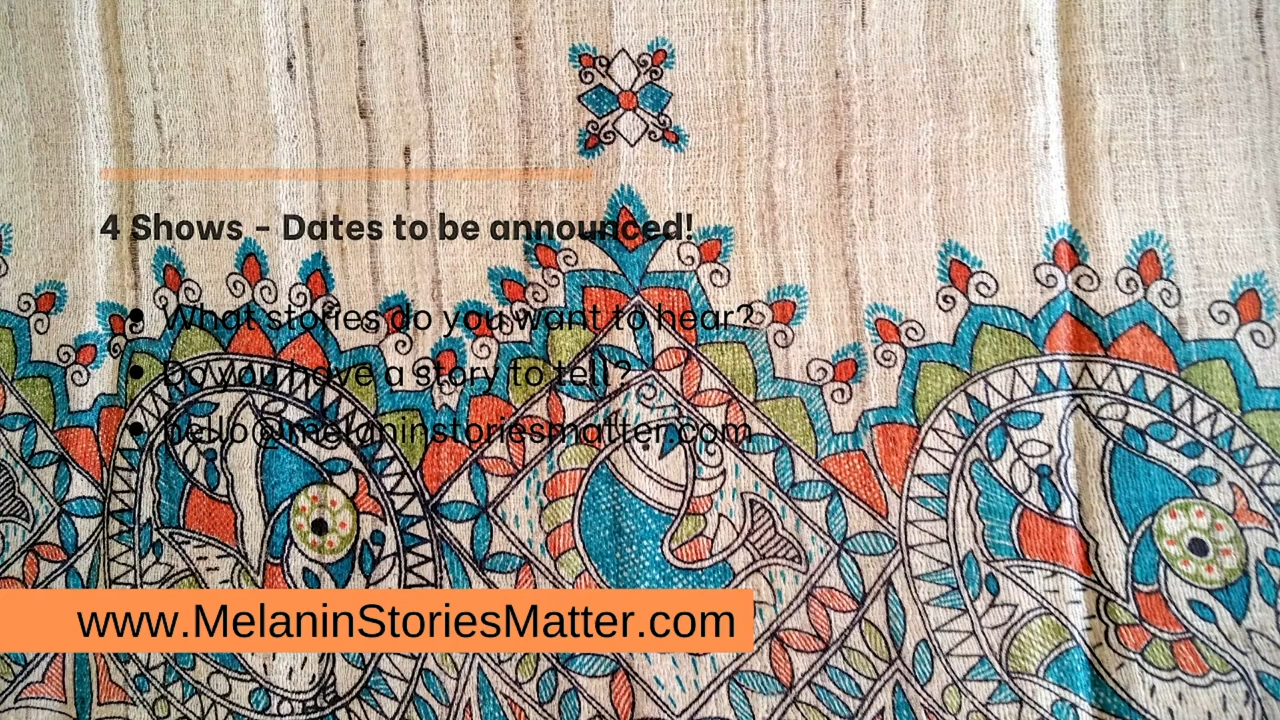 4 Shows - Dates to be announced!
• What stories do you want to hear?
• Do you have a story to tell?
• hello@melaninstoriesmatter.com
www.MelaninStoriesMatter.com